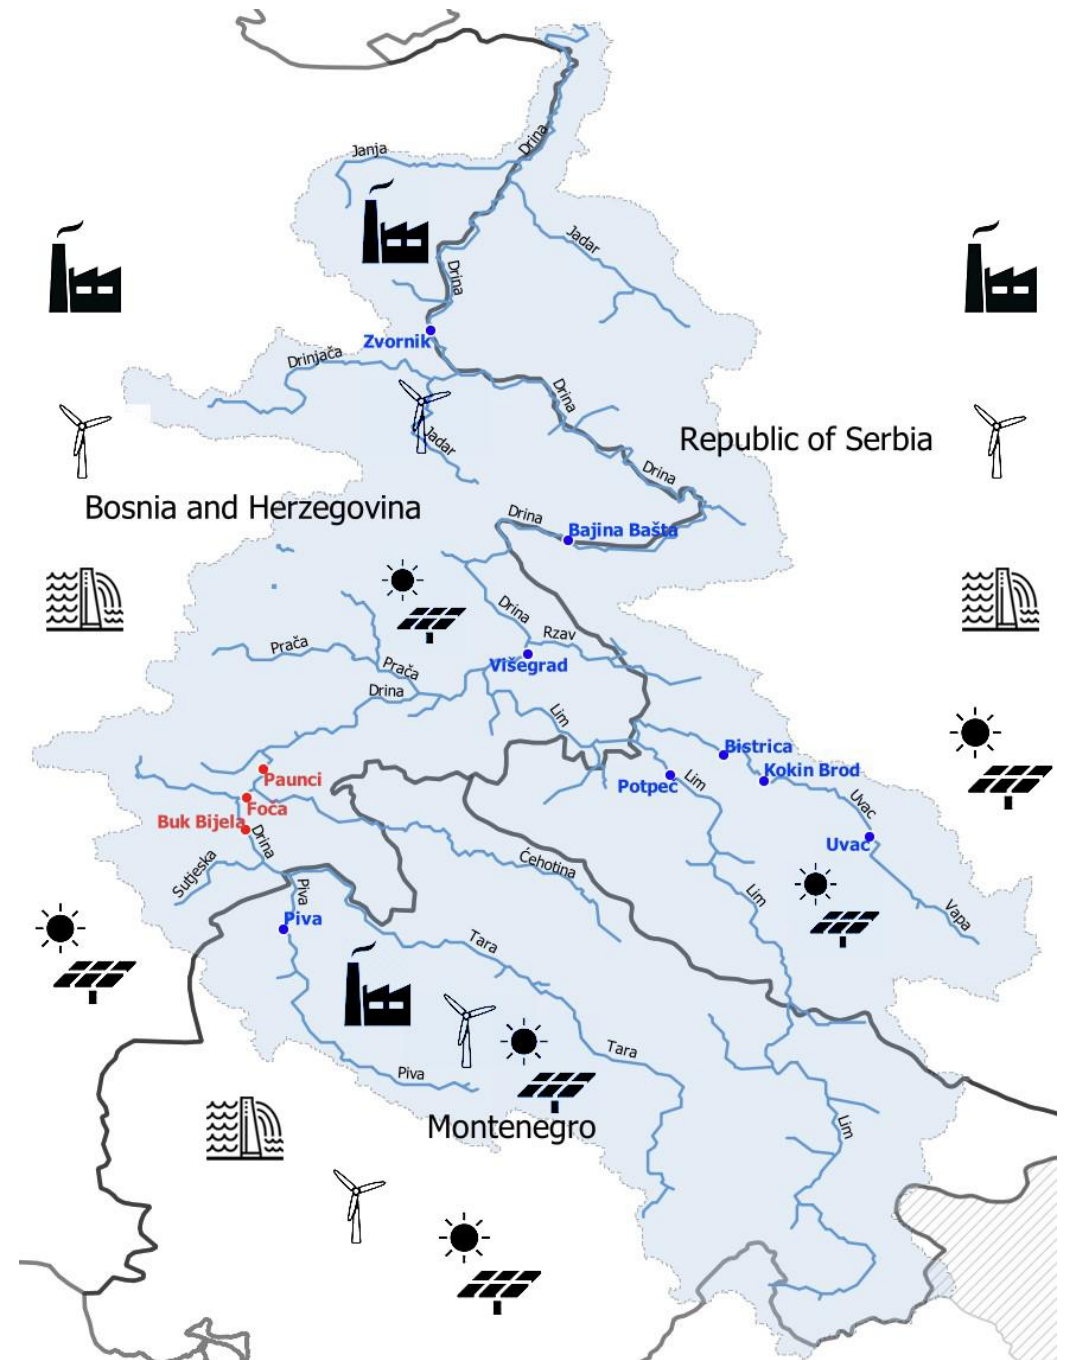 Drina
Janja
Jadar
Drina
Zvornik
Drinjača
Drina
Jadar
Republic of Serbia
Drina
Bosnia and Herzegovina
Drina
Bajina Bašta
Drina
Rzav
Prača
Prača
Višegrad
Drina
Lim
Bistrica
Paunci
Kokin Brod
Potpeć
Lim
Foča
Uvac
Buk Bijela
Drina
Uvac
Sutjeska
Ćehotina
Piva
Lim
Vapa
Piva
Tara
Tara
Piva
Montenegro
Lim